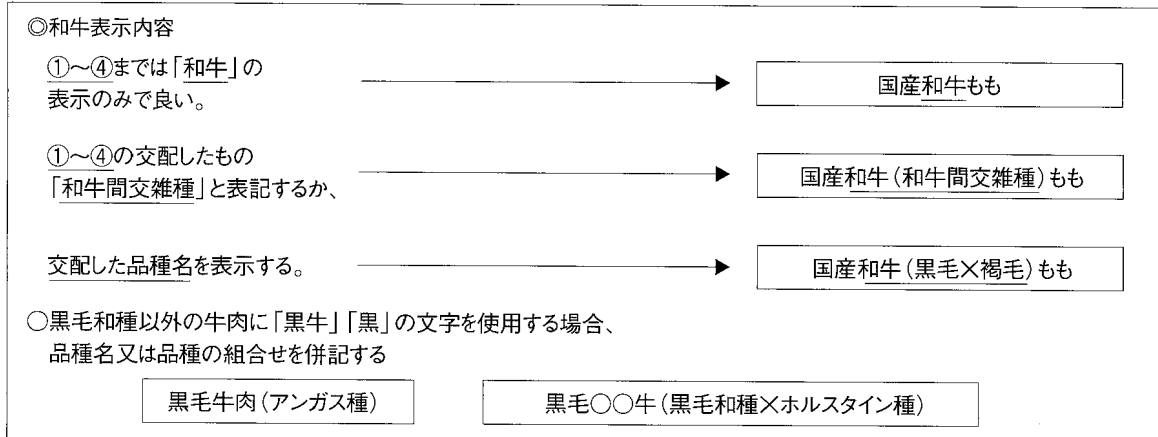 ◎和牛表示内容
①～④までは「和牛」の
表示のみで良い。
国産和牛もも
①～④の交配したもの
「和牛間交雑種」と表記するか、
国産和牛(和牛間交雑種)もも
交配した品種名を表示する。
国産和牛(黒毛×褐毛)もも
○黒毛和種以外の牛肉に「黒牛」「黒」の文字を使用する場合、
品種名又は品種の組合せを併記する
黒毛牛肉(アンガス種)
黒毛○○牛(黒毛和種×ホルスタイン種)